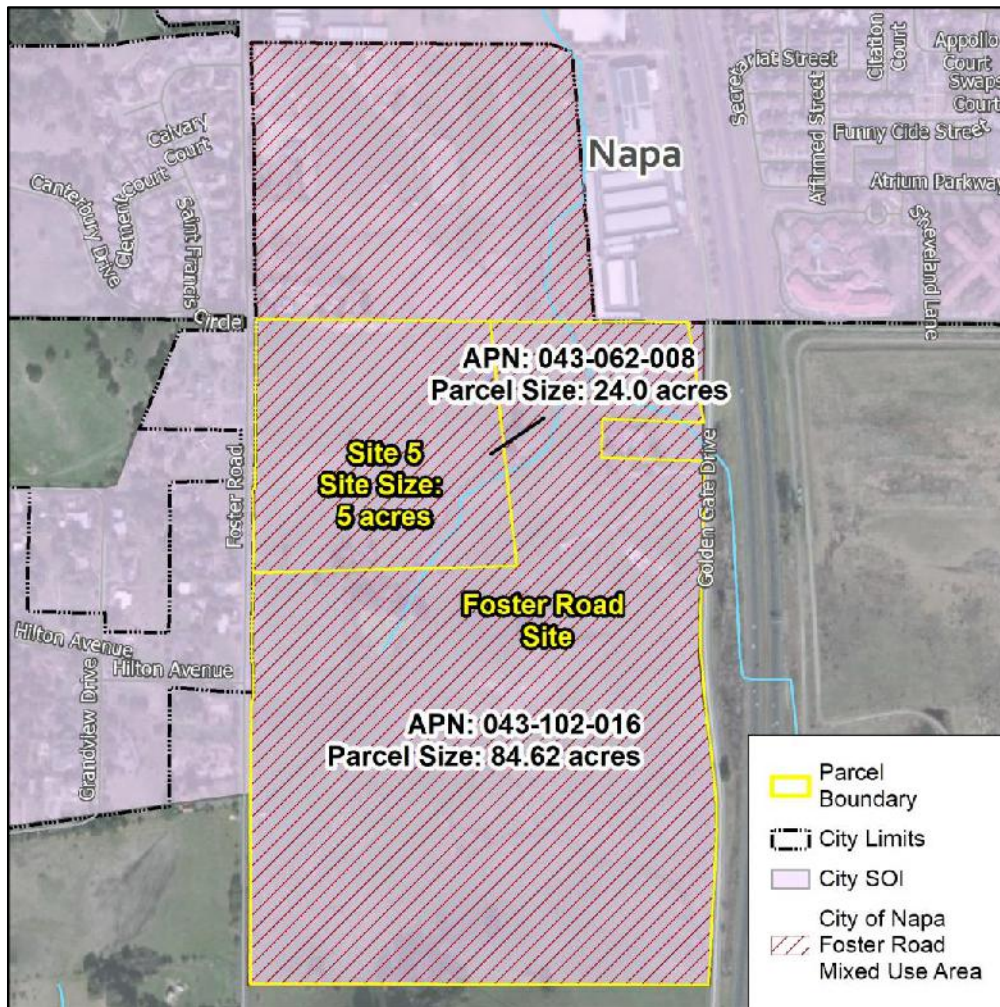 Citation
Court
Appollo
Court
Swaps
Court
Secretariat Street
Affirmed Street
Funny Cide Street
Atrium Parkway
Cleveland Lane
Napa
Calvary
Court
Clement Court
Canterbury Drive
Saint Francis
Circle
APN: 043-062-008
Parcel Size: 24.0 acres
Site 5
Site Size:
5 acres
Foster Road
Golden Gate Drive
Foster Road
Site
Hilton Avenue
Hilton Avenue
Grandview Drive
APN: 043-102-016
Parcel Size: 84.62 acres
Parcel
Boundary
City Limits
City SOI
City of Napa
Foster Road
Mixed Use Area